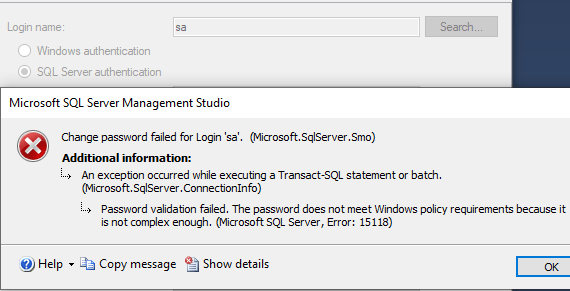 Login name:
sa
Search...
Windows authentication
SQL Server authentication
Microsoft SQL Server Management Studio
Change password failed for Login 'sa'. (Microsoft.SqlServer.Smo)
Additional information:
An exception occurred while executing a Transact-SQL statement or batch.
(Microsoft.SqlServer.ConnectionInfo)
Password validation failed. The password does not meet Windows policy requirements because it
is not complex enough. (Microsoft SQL Server, Error: 15118)
Help
Copy message
Show details
OK